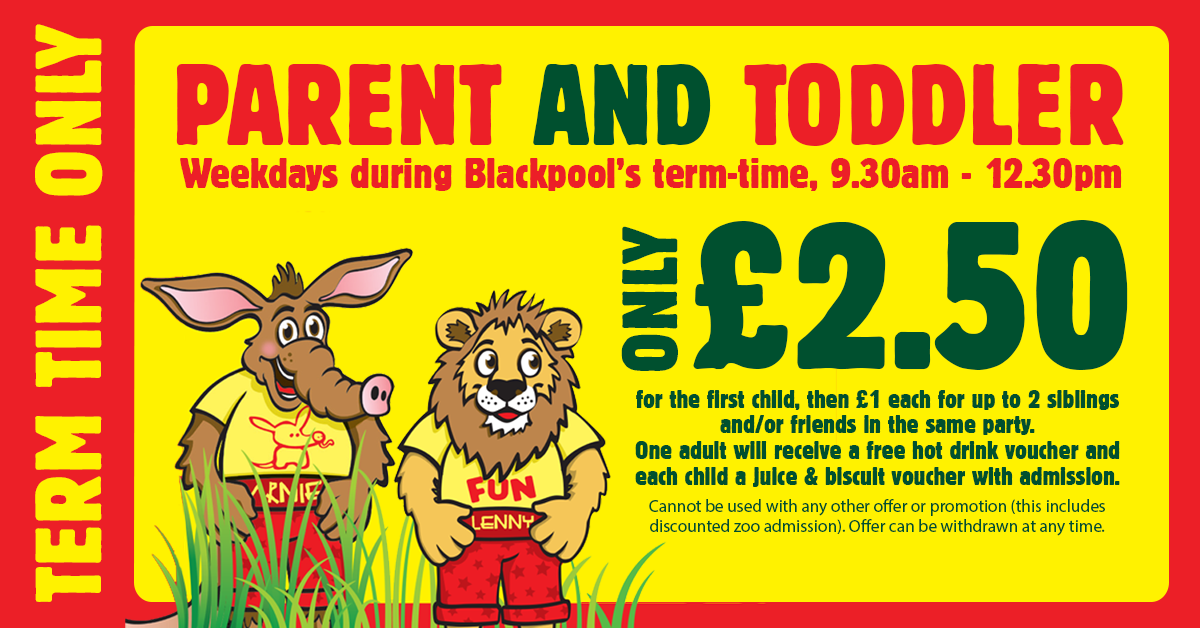 TERM TIME ONLY
PARENT AND TODDLER
Weekdays during Blackpool's term-time, 9.30am - 12.30pm
ONLY
£2.50
for the first child, then £1 each for up to 2 siblings
and/or friends in the same party.
One adult will receive a free hot drink voucher and
each child a juice & biscuit voucher with admission.
Cannot be used with any other offer or promotion (this includes
discounted zoo admission). Offer can be withdrawn at any time.
ARNIE
FUN
LENNY